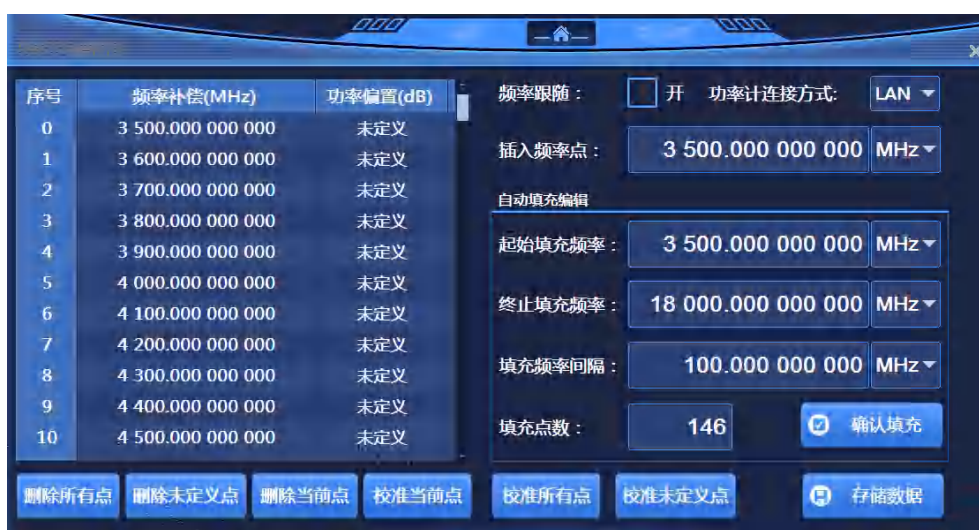 序号 频率补偿(MHz) 功率偏置(dB)
0 3 500.000 000 000 未定义
1 3 600.000 000 000 未定义
2 3 700.000 000 000 未定义
3 3 800.000 000 000 未定义
4 3 900.000 000 000 未定义
5 4 000.000 000 000 未定义
6 4 100.000 000 000 未定义
7 4 200.000 000 000 未定义
8 4 300.000 000 000 未定义
9 4 400.000 000 000 未定义
10 4 500.000 000 000 未定义
频率跟随： 开 功率计连接方式: LAN
插入频率点： 3 500.000 000 000 MHz
自动填充编辑
起始填充频率： 3 500.000 000 000 MHz
终止填充频率： 18 000.000 000 000 MHz
填充频率间隔： 100.000 000 000 MHz
填充点数： 146 确认填充
删除所有点 删除未定义点 删除当前点 校准当前点 校准所有点 校准未定义点 存储数据